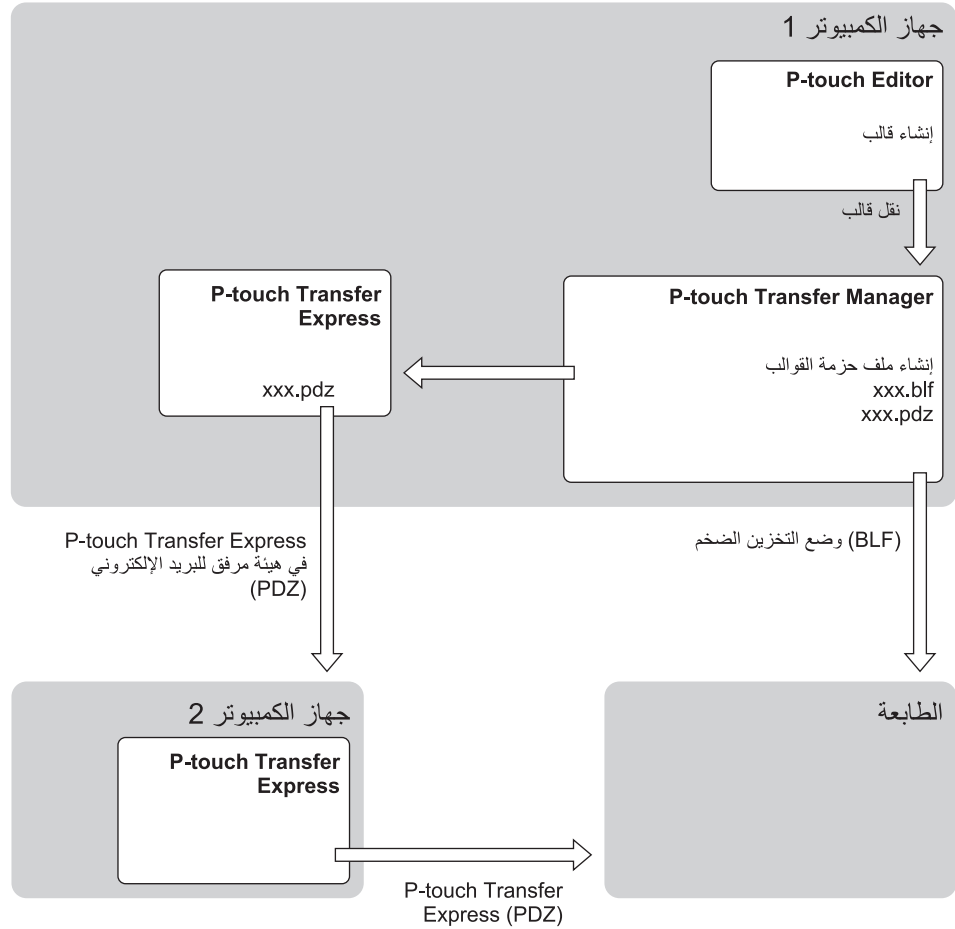 جهاز الكمبيوتر 1
P-touch Editor
إنشاء قالب
نقل قالب
P-touch Transfer Manager
إنشاء ملف حزمة القوالب
xxx.blf
xxx.pdz
P-touch Transfer
Express
xxx.pdz
(BLF) وضع التخزين الضخم
P-touch Transfer Express
في هيئة مرفق للبريد الإلكتروني
(PDZ)
الطابعة
جهاز الكمبيوتر 2
P-touch Transfer
Express
P-touch Transfer
Express (PDZ)